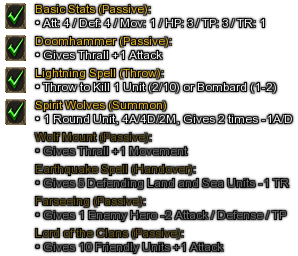 Basic Stats (Passive):
• Att: 4 / Def: 4 / Mov: 1 / HP: 3 / TP: 3 / TR: 1
Doomhammer (Passive):
• Gives Thrall +1 Attack
Lightning Spell (Throw):
• Throw to Kill 1 Unit (2/10) or Bombard (1-2)
Spirit Wolves (Summon)
• 1 Round Unit, 4A/4D/2M, Gives 2 times -1A/D
Wolf Mount (Passive):
• Gives Thrall +1 Movement
Earthquake Spell (Handover):
• Gives 5 Defending Land and Sea Units -1 TR
Farseeing (Passive):
• Gives 1 Enemy Hero -2 Attack / Defense / TP
Lord of the Clans (Passive):
• Gives 10 Friendly Units +1 Attack